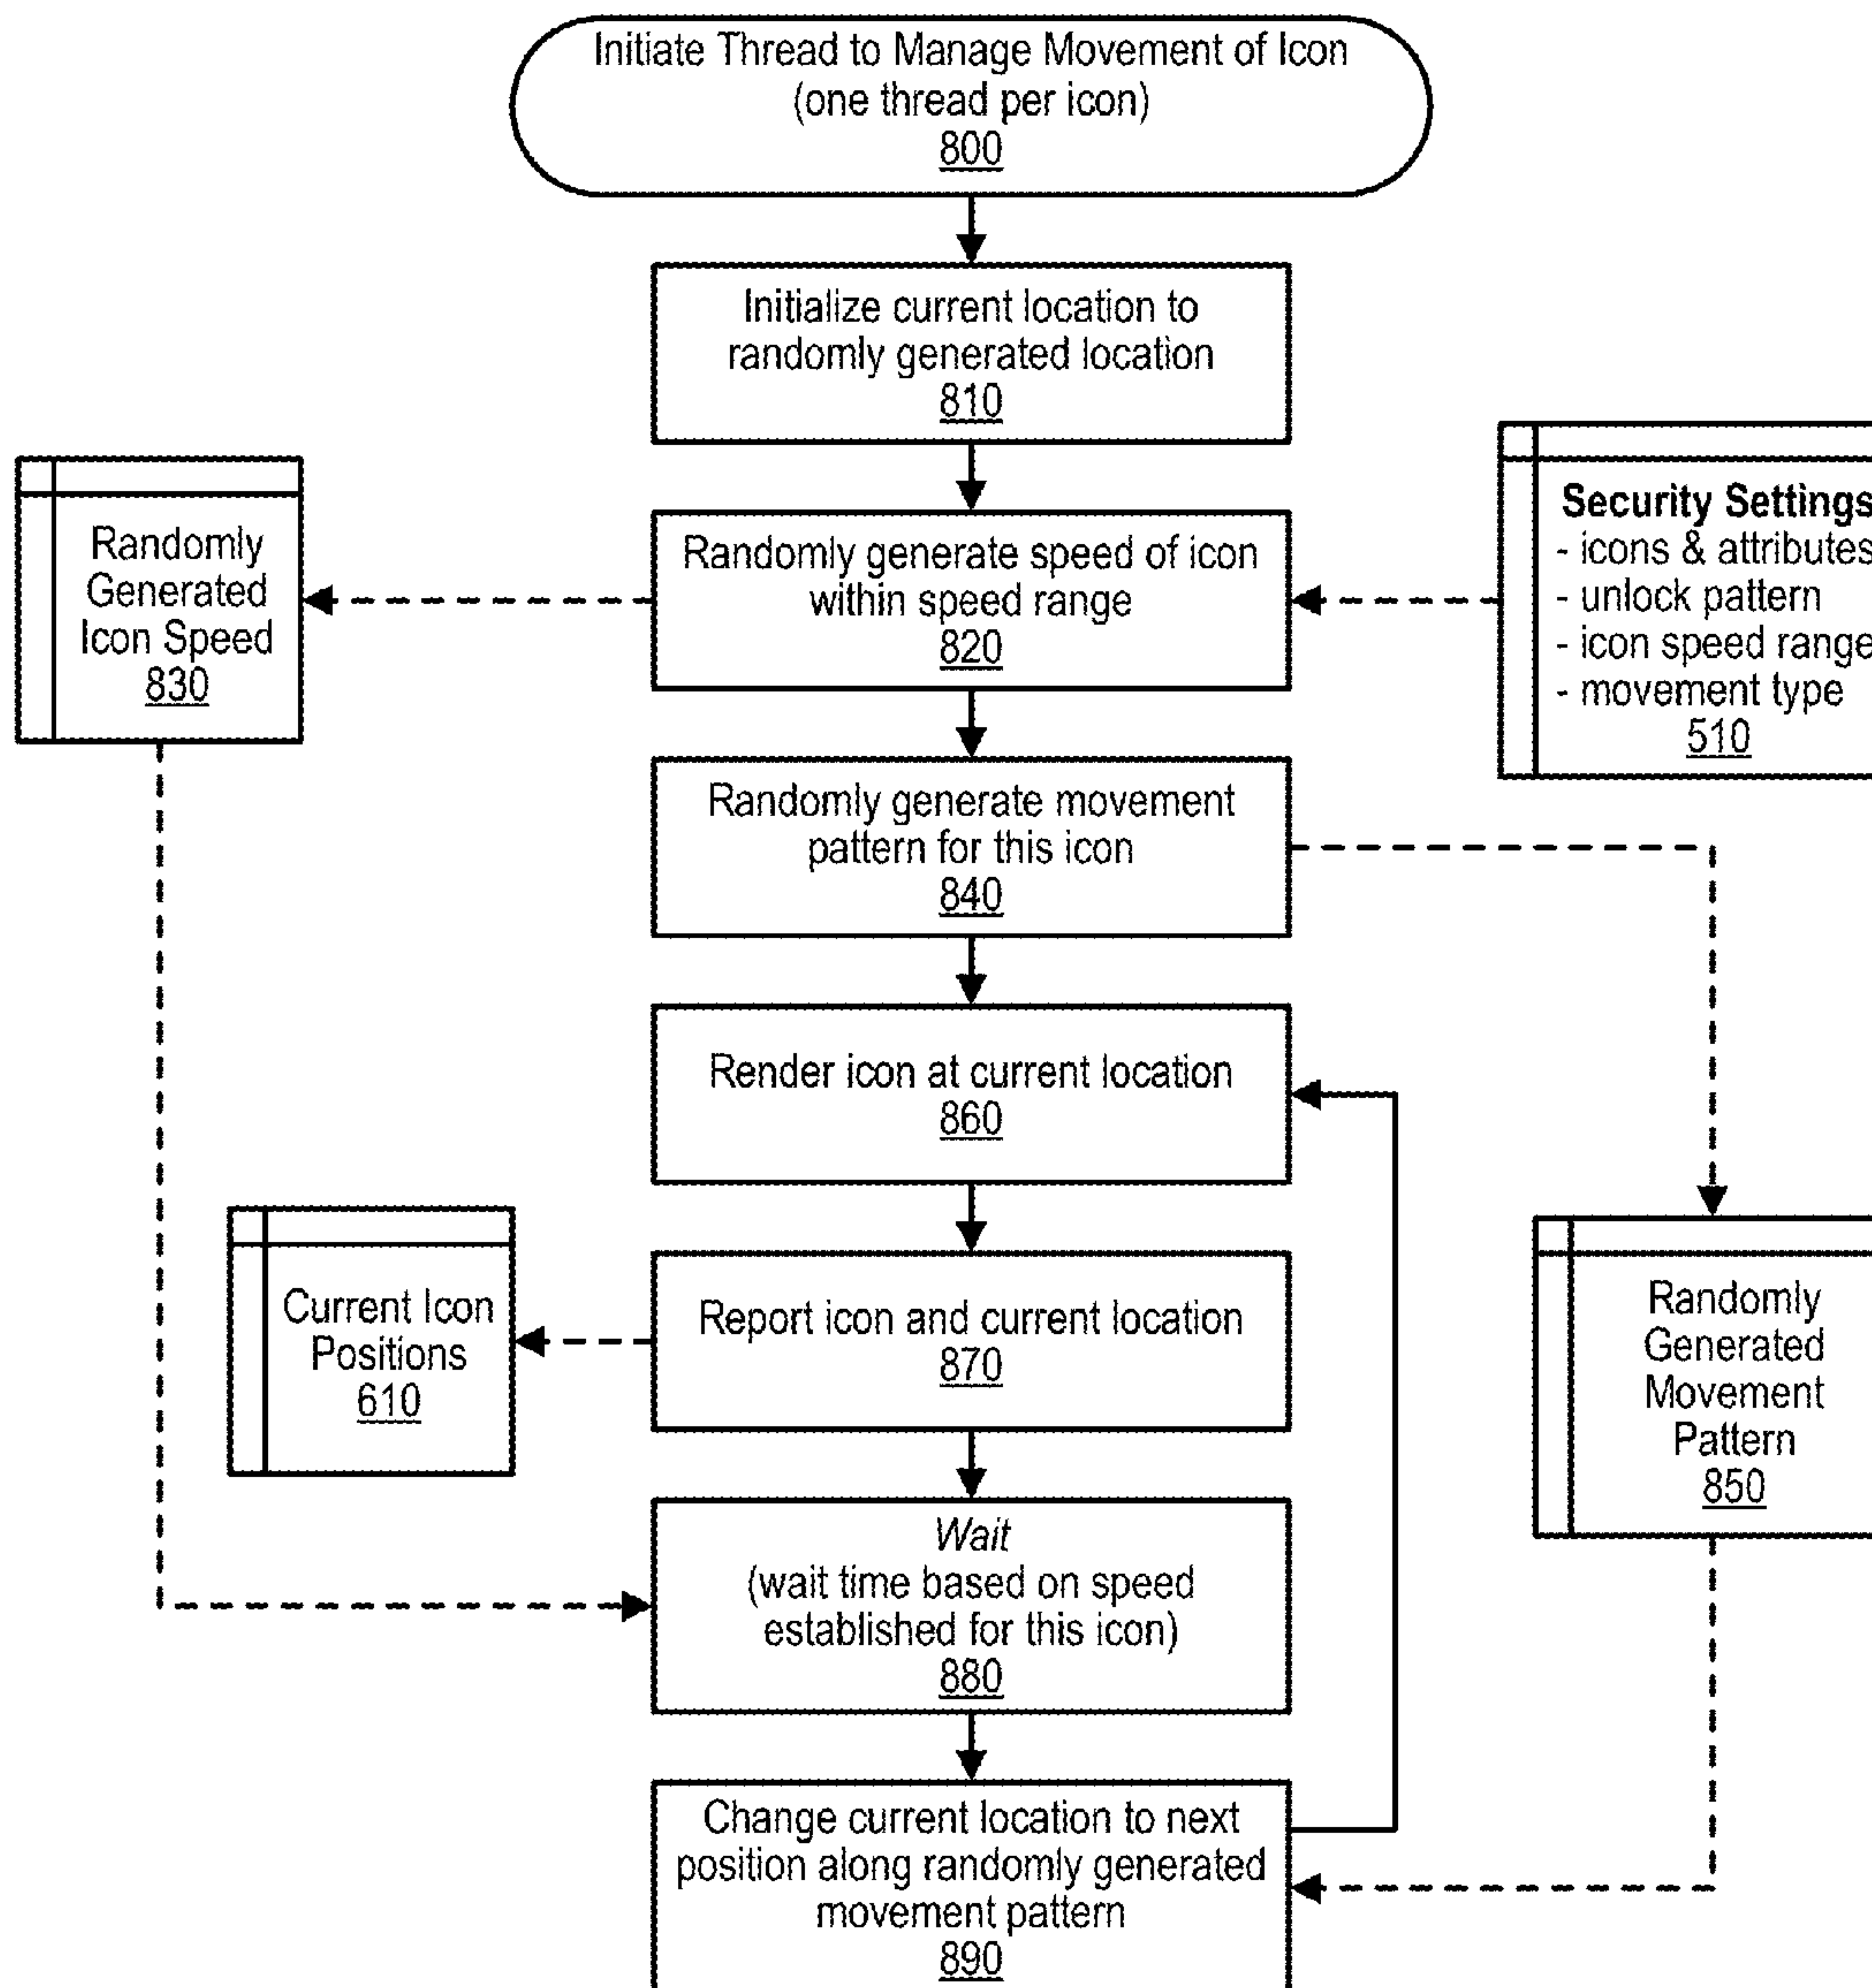 Initiate Thread to Manage Movement of Icon
(one thread per icon)
800
Initialize current location to
randomly generated location
810
Randomly
Generated
Icon Speed
830
Randomly generate speed of icon
within speed range
820
Security Settings
- icons & attributes
- unlock pattern
- icon speed range
- movement type
510
Randomly generate movement
pattern for this icon
840
Render icon at current location
860
Current Icon
Positions
610
Report icon and current location
870
Randomly
Generated
Movement
Pattern
850
Wait
(wait time based on speed
established for this icon)
880
Change current location to next
position along randomly generated
movement pattern
890